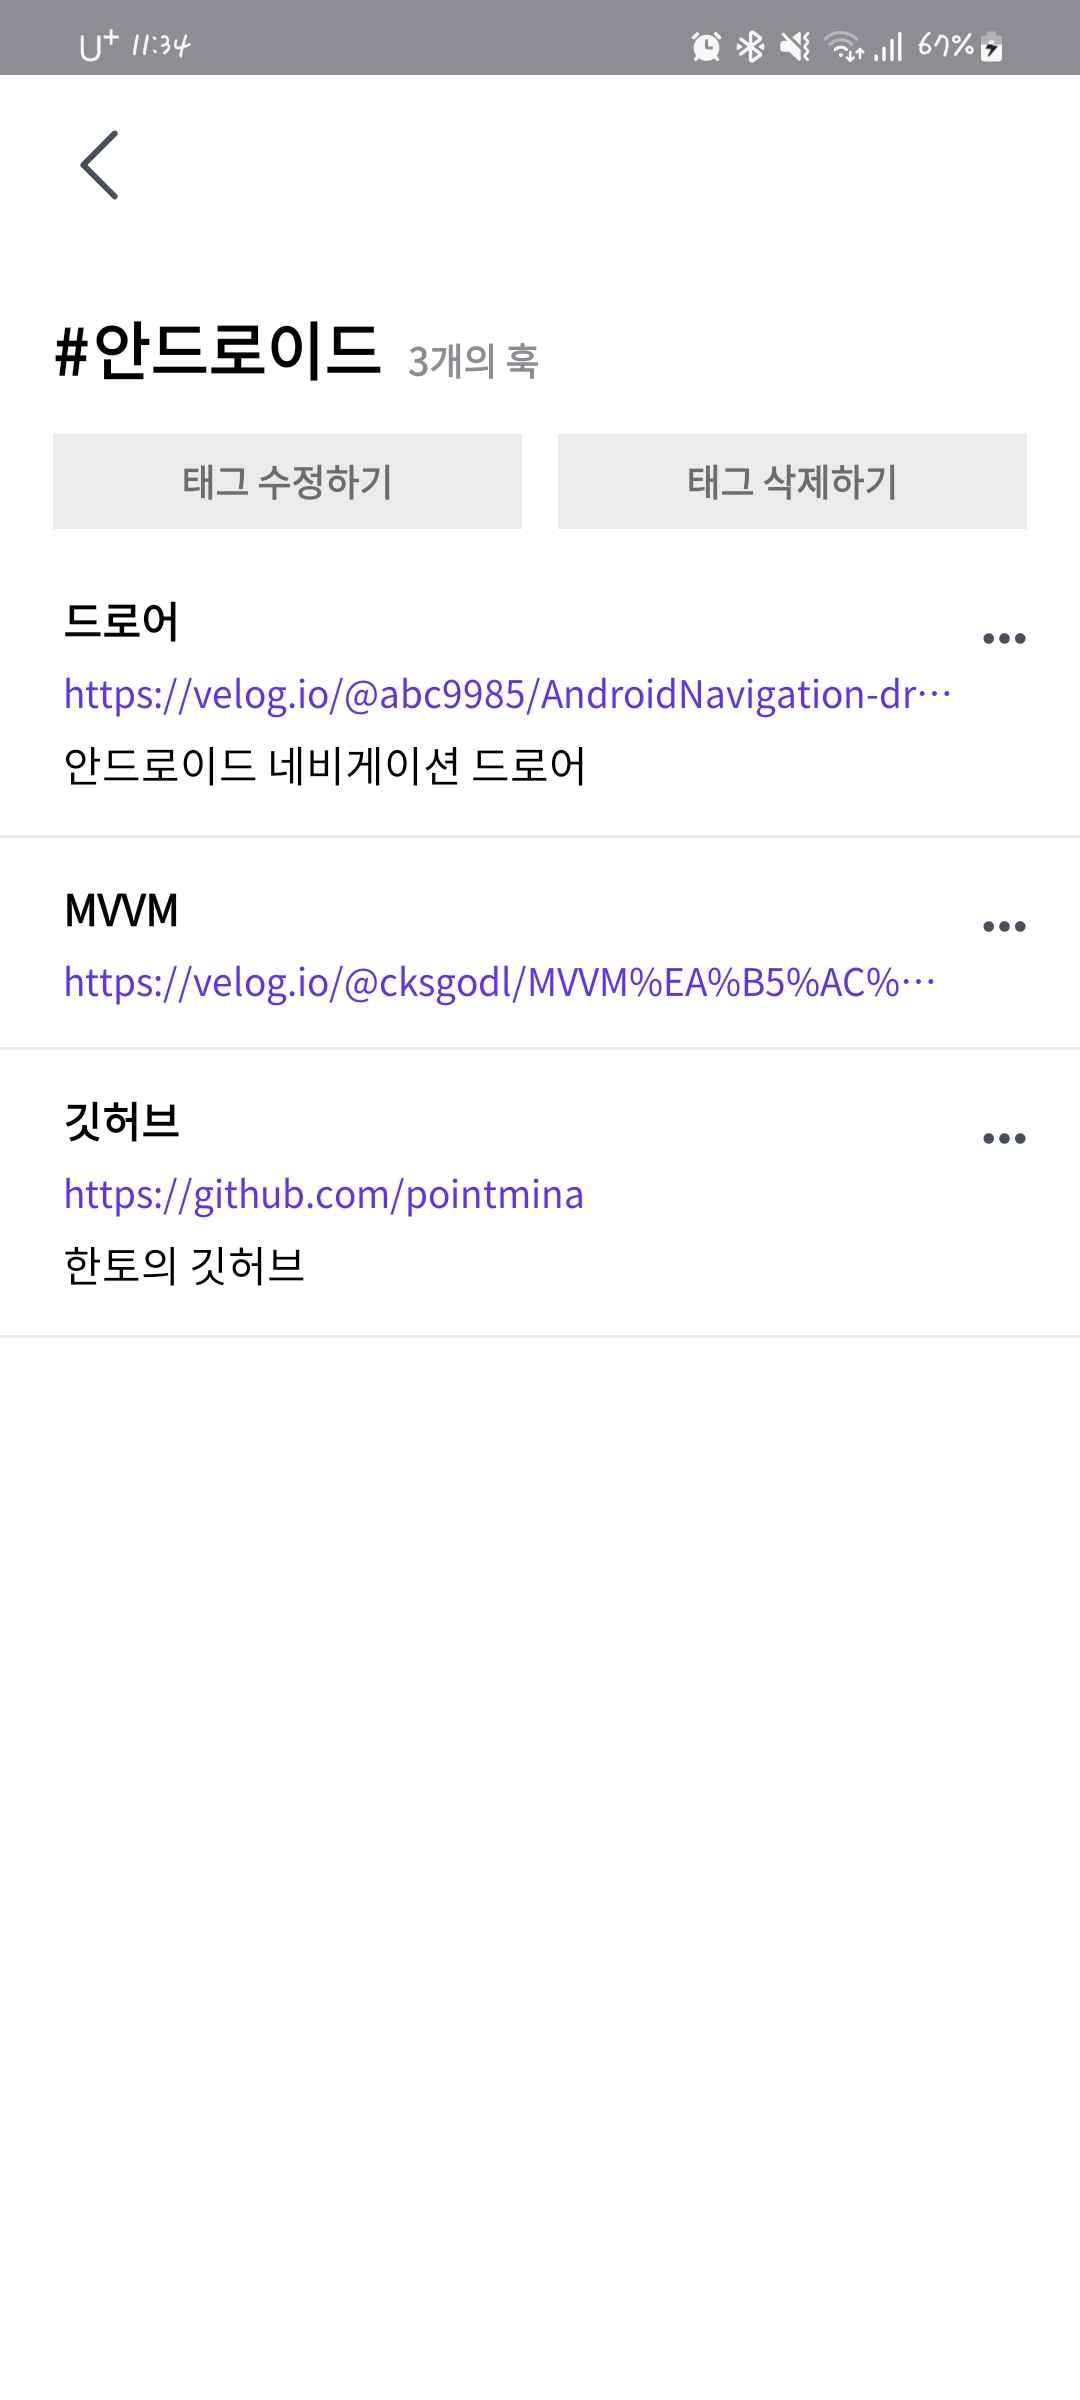 U+ 11:34 67%
#안드로이드 3개의 훅
태그 수정하기 태그 삭제하기
드로어
https://velog.io/@abc9985/AndroidNavigation-dr…
안드로이드 네비게이션 드로어
MVVM
https://velog.io/@cksgodl/MVVM%EA%B5%AC%…
깃허브
https://github.com/pointmina
한토의 깃허브